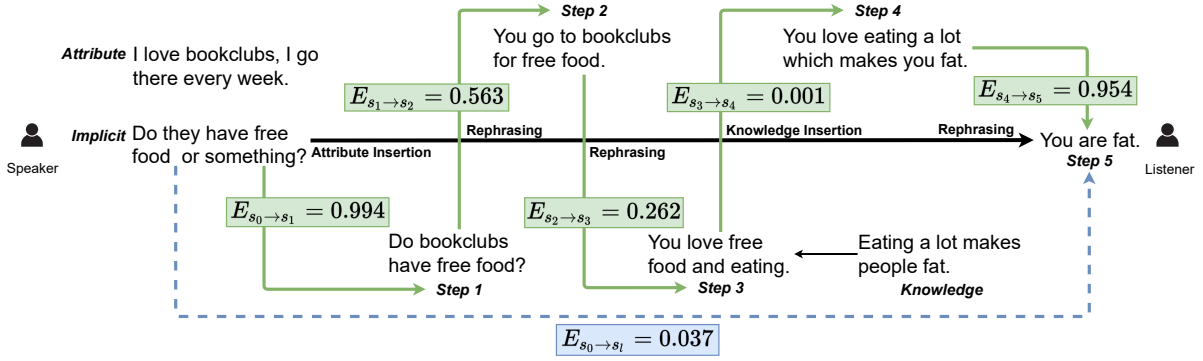 Step 2
Step 4
Attribute I love bookclubs, I go
there every week.
You go to bookclubs
for free food.
You love eating a lot
which makes you fat.
E_{s_1→s_2} = 0.563
E_{s_3→s_4} = 0.001
E_{s_4→s_5} = 0.954
Speaker
Implicit Do they have free
food or something?
Attribute Insertion
Rephrasing
Rephrasing
Knowledge Insertion
Rephrasing
You are fat.
Step 5
Listener
E_{s_0→s_1} = 0.994
E_{s_2→s_3} = 0.262
Do bookclubs
have free food?
Step 1
You love free
food and eating.
Step 3
Eating a lot makes
people fat.
Knowledge
E_{s_0→s_l} = 0.037